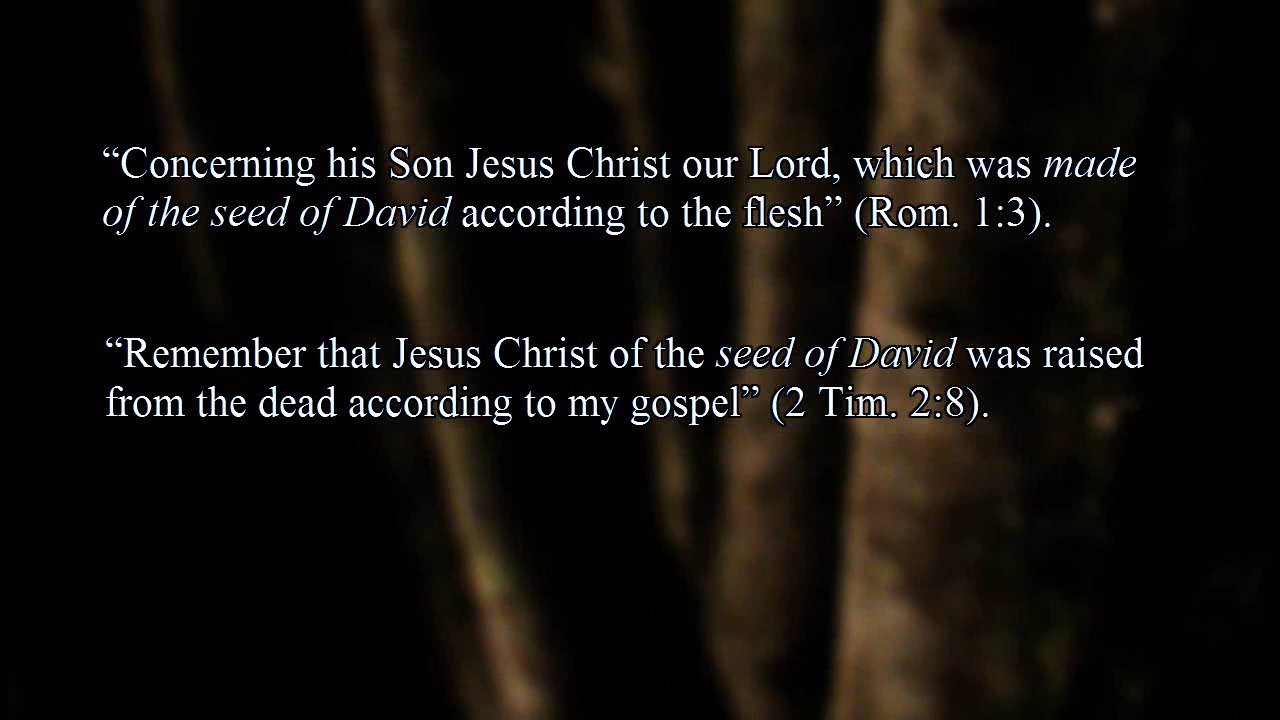 “Concerning his Son Jesus Christ our Lord, which was made
of the seed of David according to the flesh” (Rom. 1:3).
“Remember that Jesus Christ of the seed of David was raised
from the dead according to my gospel” (2 Tim. 2:8).